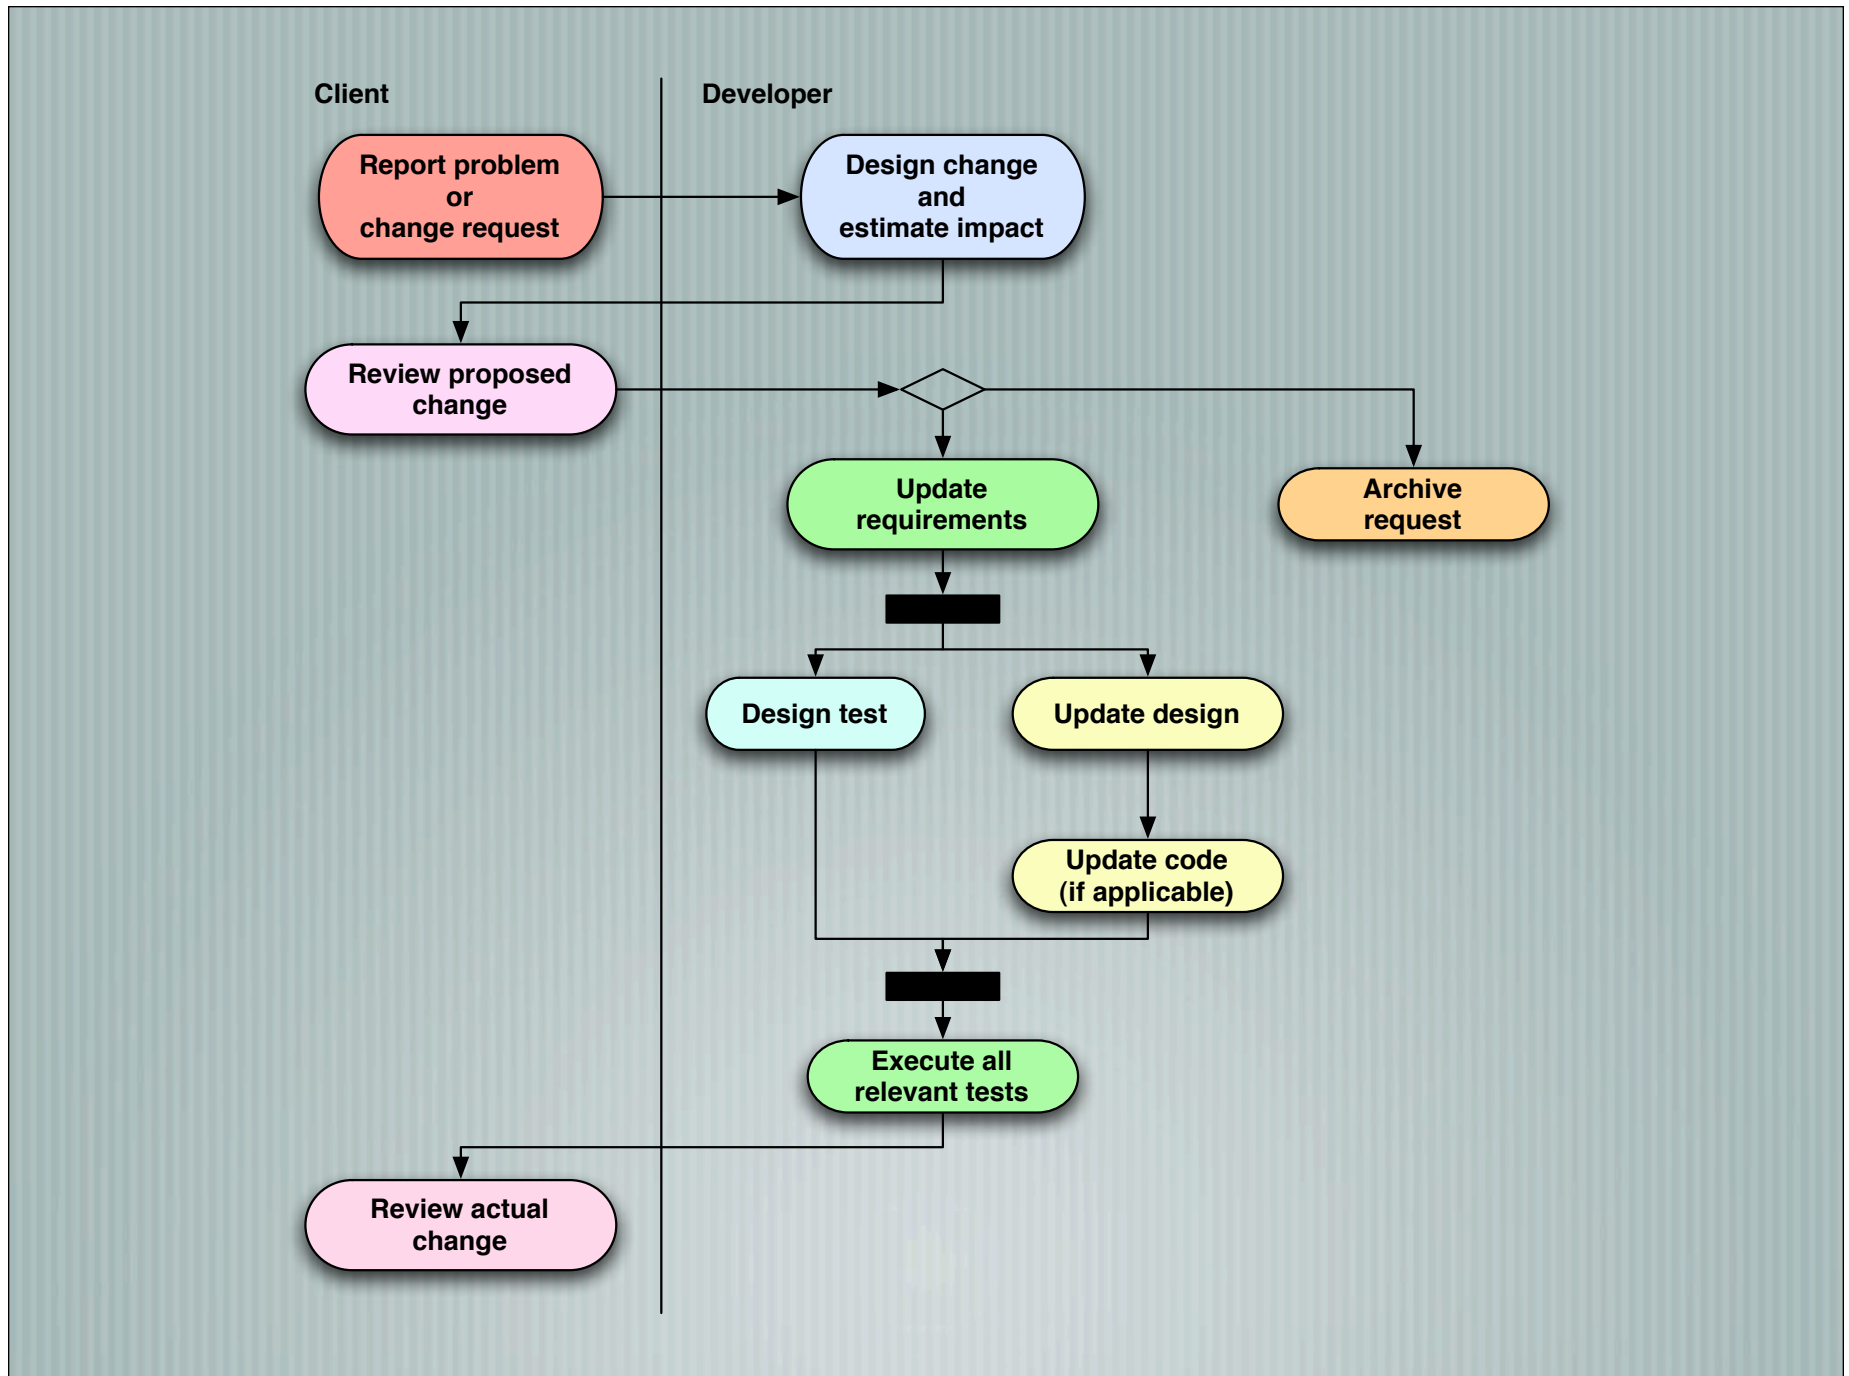 Client
Developer
Report problem
or
change request
Design change
and
estimate impact
Review proposed
change
Update
requirements
Archive
request
Design test
Update design
Update code
(if applicable)
Execute all
relevant tests
Review actual
change